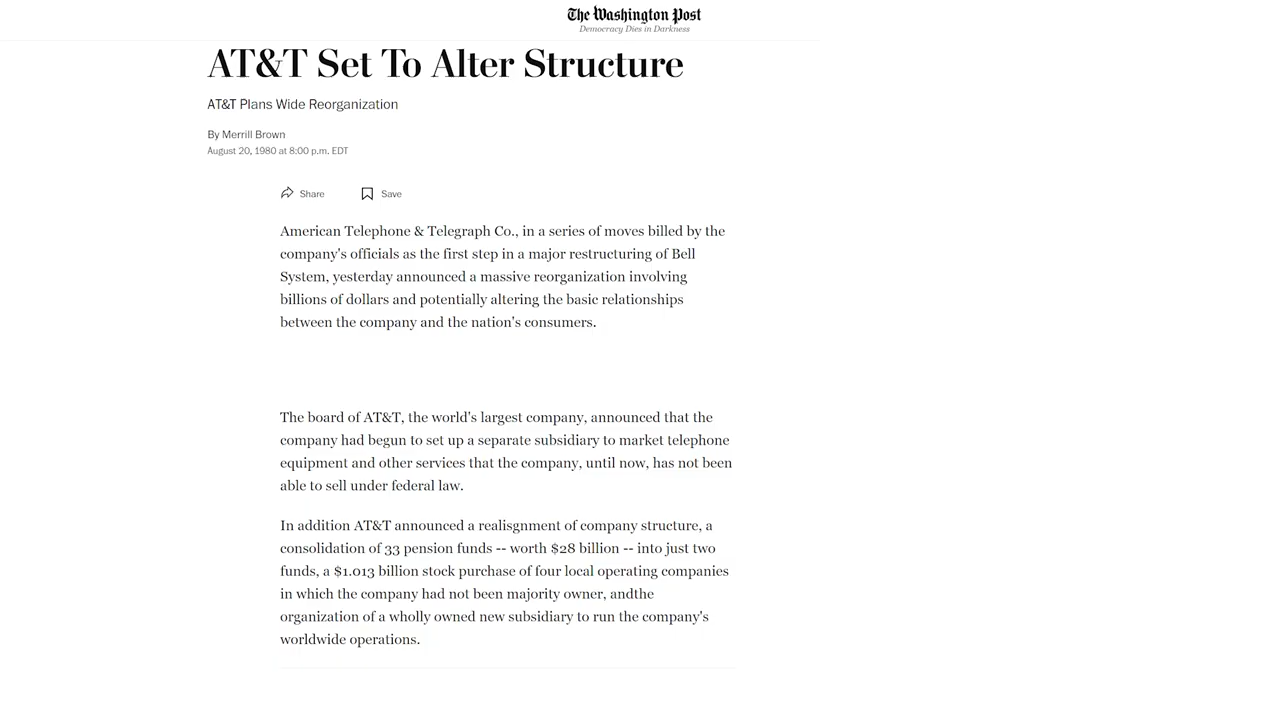 The Washington Post
Democracy Dies in Darkness
AT&T Set To Alter Structure
AT&T Plans Wide Reorganization
By Merrill Brown
August 20, 1980 at 8:00 p.m. EDT
Share
Save
American Telephone & Telegraph Co., in a series of moves billed by the
company's officials as the first step in a major restructuring of Bell
System, yesterday announced a massive reorganization involving
billions of dollars and potentially altering the basic relationships
between the company and the nation's consumers.
The board of AT&T, the world's largest company, announced that the
company had begun to set up a separate subsidiary to market telephone
equipment and other services that the company, until now, has not been
able to sell under federal law.
In addition AT&T announced a realisgnment of company structure, a
consolidation of 33 pension funds -- worth $28 billion -- into just two
funds, a $1.013 billion stock purchase of four local operating companies
in which the company had not been majority owner, andthe
organization of a wholly owned new subsidiary to run the company's
worldwide operations.